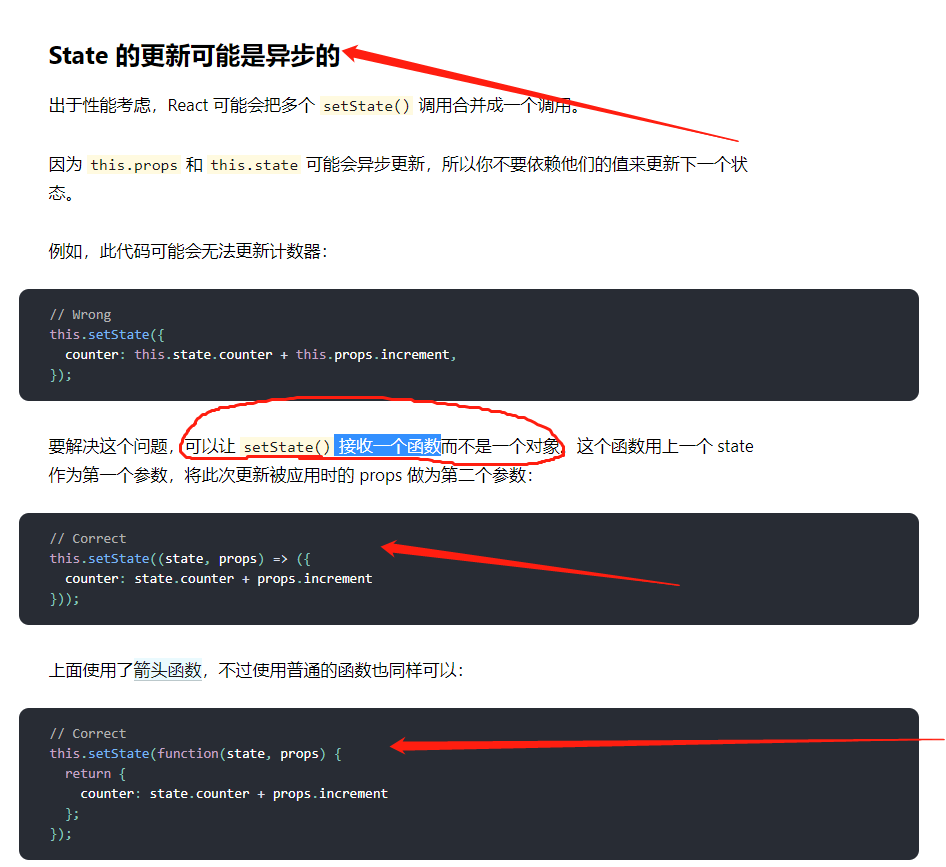 State 的更新可能是异步的
出于性能考虑，React 可能会把多个 setState() 调用合并成一个调用。
因为 this.props 和 this.state 可能会异步更新，所以你不要依赖他们的值来更新下一个状
态。
例如，此代码可能会无法更新计数器：
// Wrong
this.setState({
  counter: this.state.counter + this.props.increment,
});
要解决这个问题，可以让 setState() 接收一个函数而不是一个对象。这个函数用上一个 state
作为第一个参数，将此次更新被应用时的 props 做为第二个参数：
// Correct
this.setState((state, props) => ({
  counter: state.counter + props.increment
}));
上面使用了箭头函数，不过使用普通的函数也同样可以：
// Correct
this.setState(function(state, props) {
  return {
    counter: state.counter + props.increment
  };
});